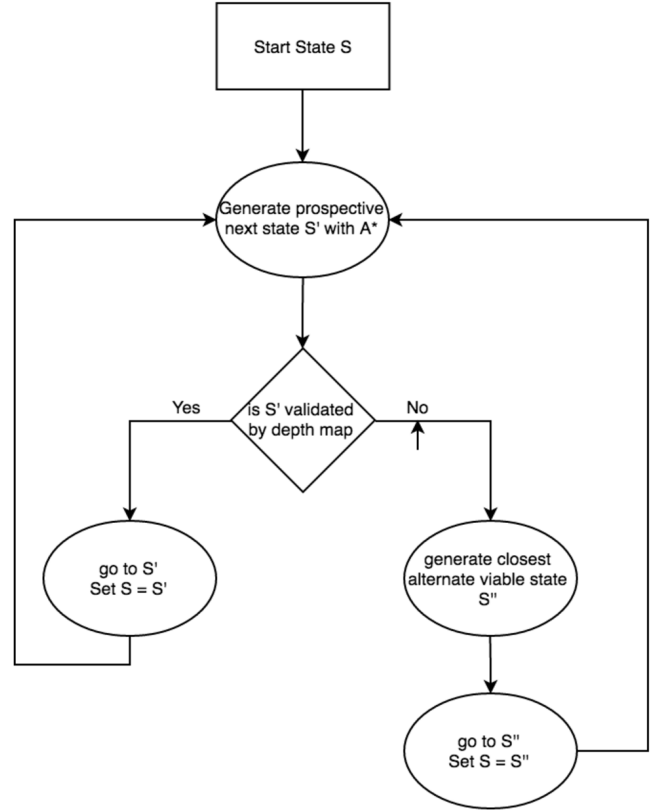 Start State S
Generate prospective
next state S' with A*
is S' validated
by depth map
Yes
No
go to S'
Set S = S'
generate closest
alternate viable state
S"
go to S"
Set S = S"